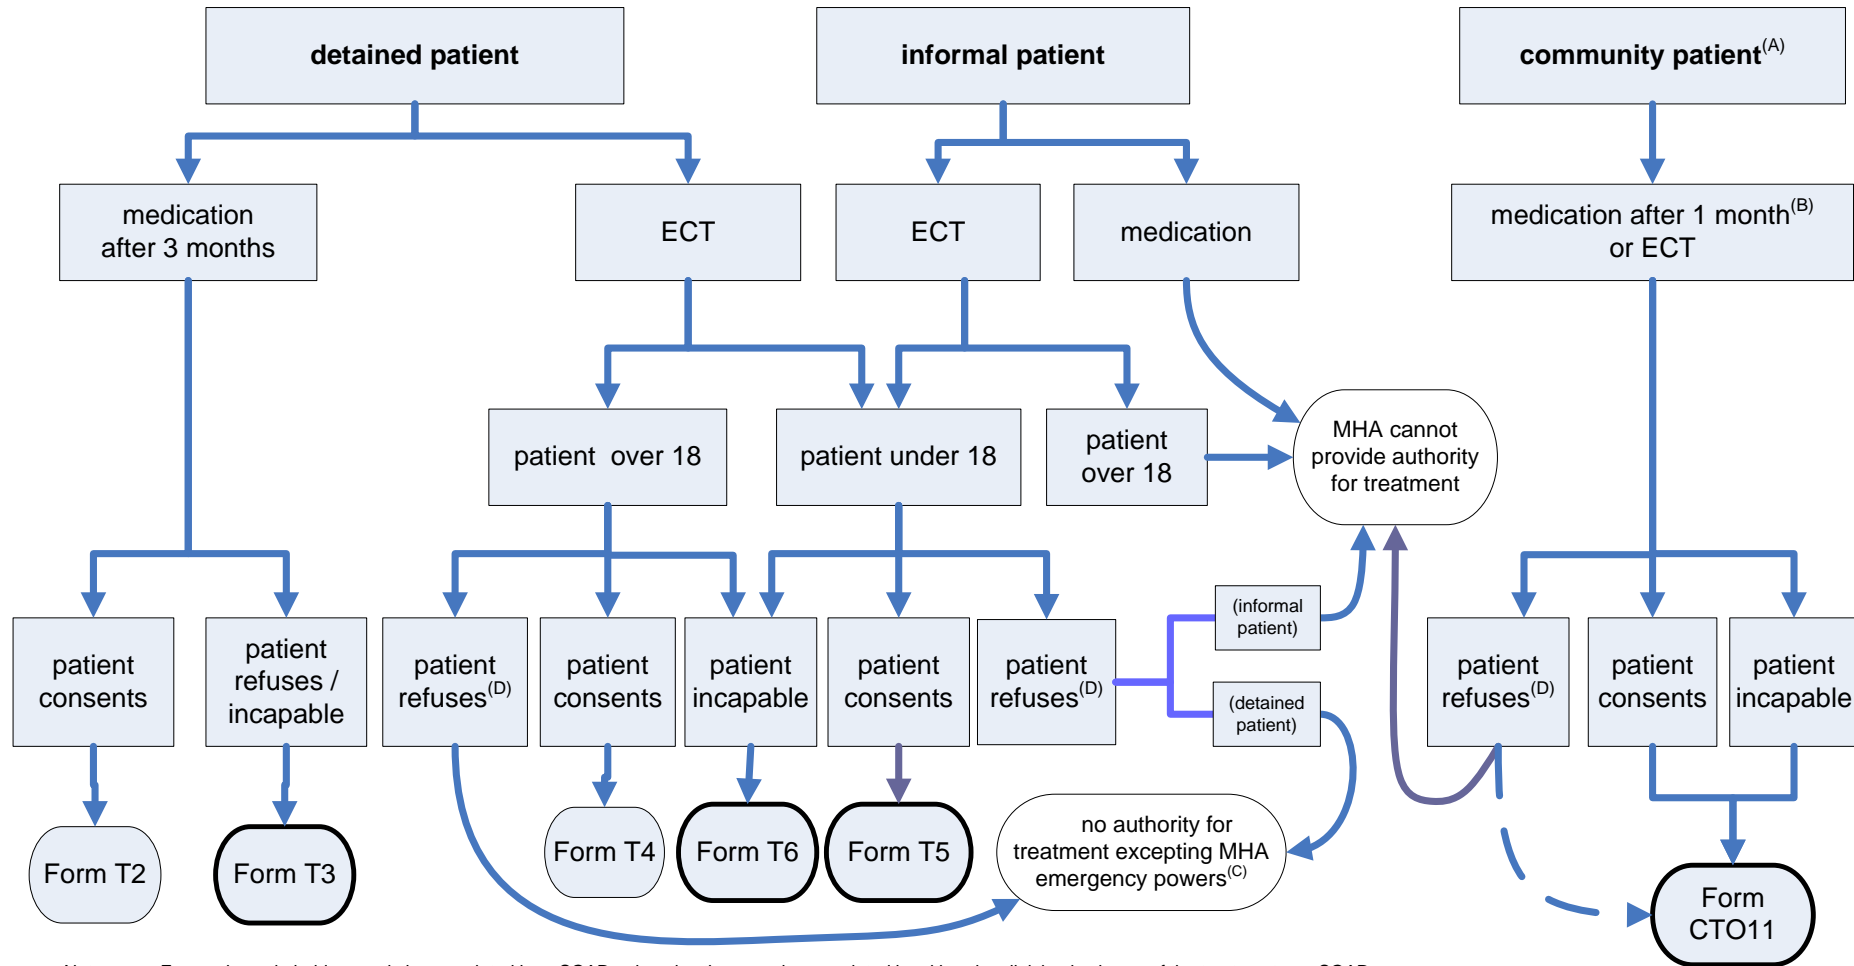 detained patient
informal patient
community patient(A)
medication
after 3 months
ECT
ECT
medication
medication after 1 month(B)
or ECT
patient over 18
patient under 18
patient
over 18
MHA cannot
provide authority
for treatment
patient
consents
patient
refuses /
incapable
patient
refuses(D)
patient
consents
patient
incapable
patient
consents
patient
refuses(D)
(informal
patient)
(detained
patient)
patient
refuses(D)
patient
consents
patient
incapable
Form T2
Form T3
Form T4
Form T6
Form T5
no authority for
treatment excepting MHA
emergency powers(C)
Form
CTO11